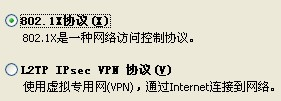 802.1X协议(X)
802.1X是一种网络访问控制协议。
L2TP IPsec VPN 协议(V)
使用虚拟专用网(VPN)，通过Internet连接到网络。